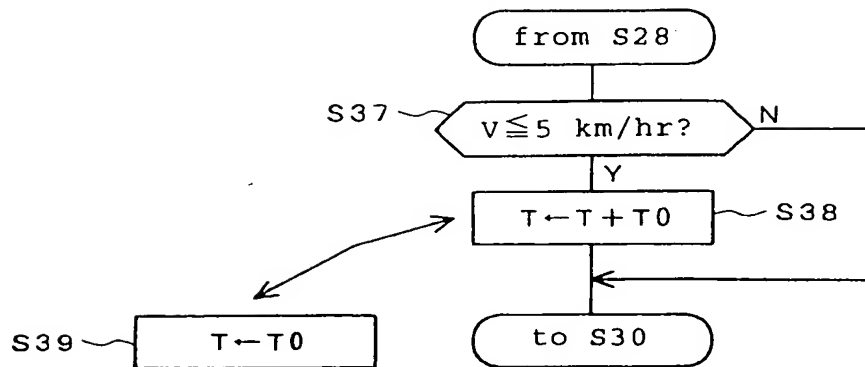 from S28
S37
V≦5 km/hr?
N
Y
T←T+T0
S38
S39
T←T0
to S30